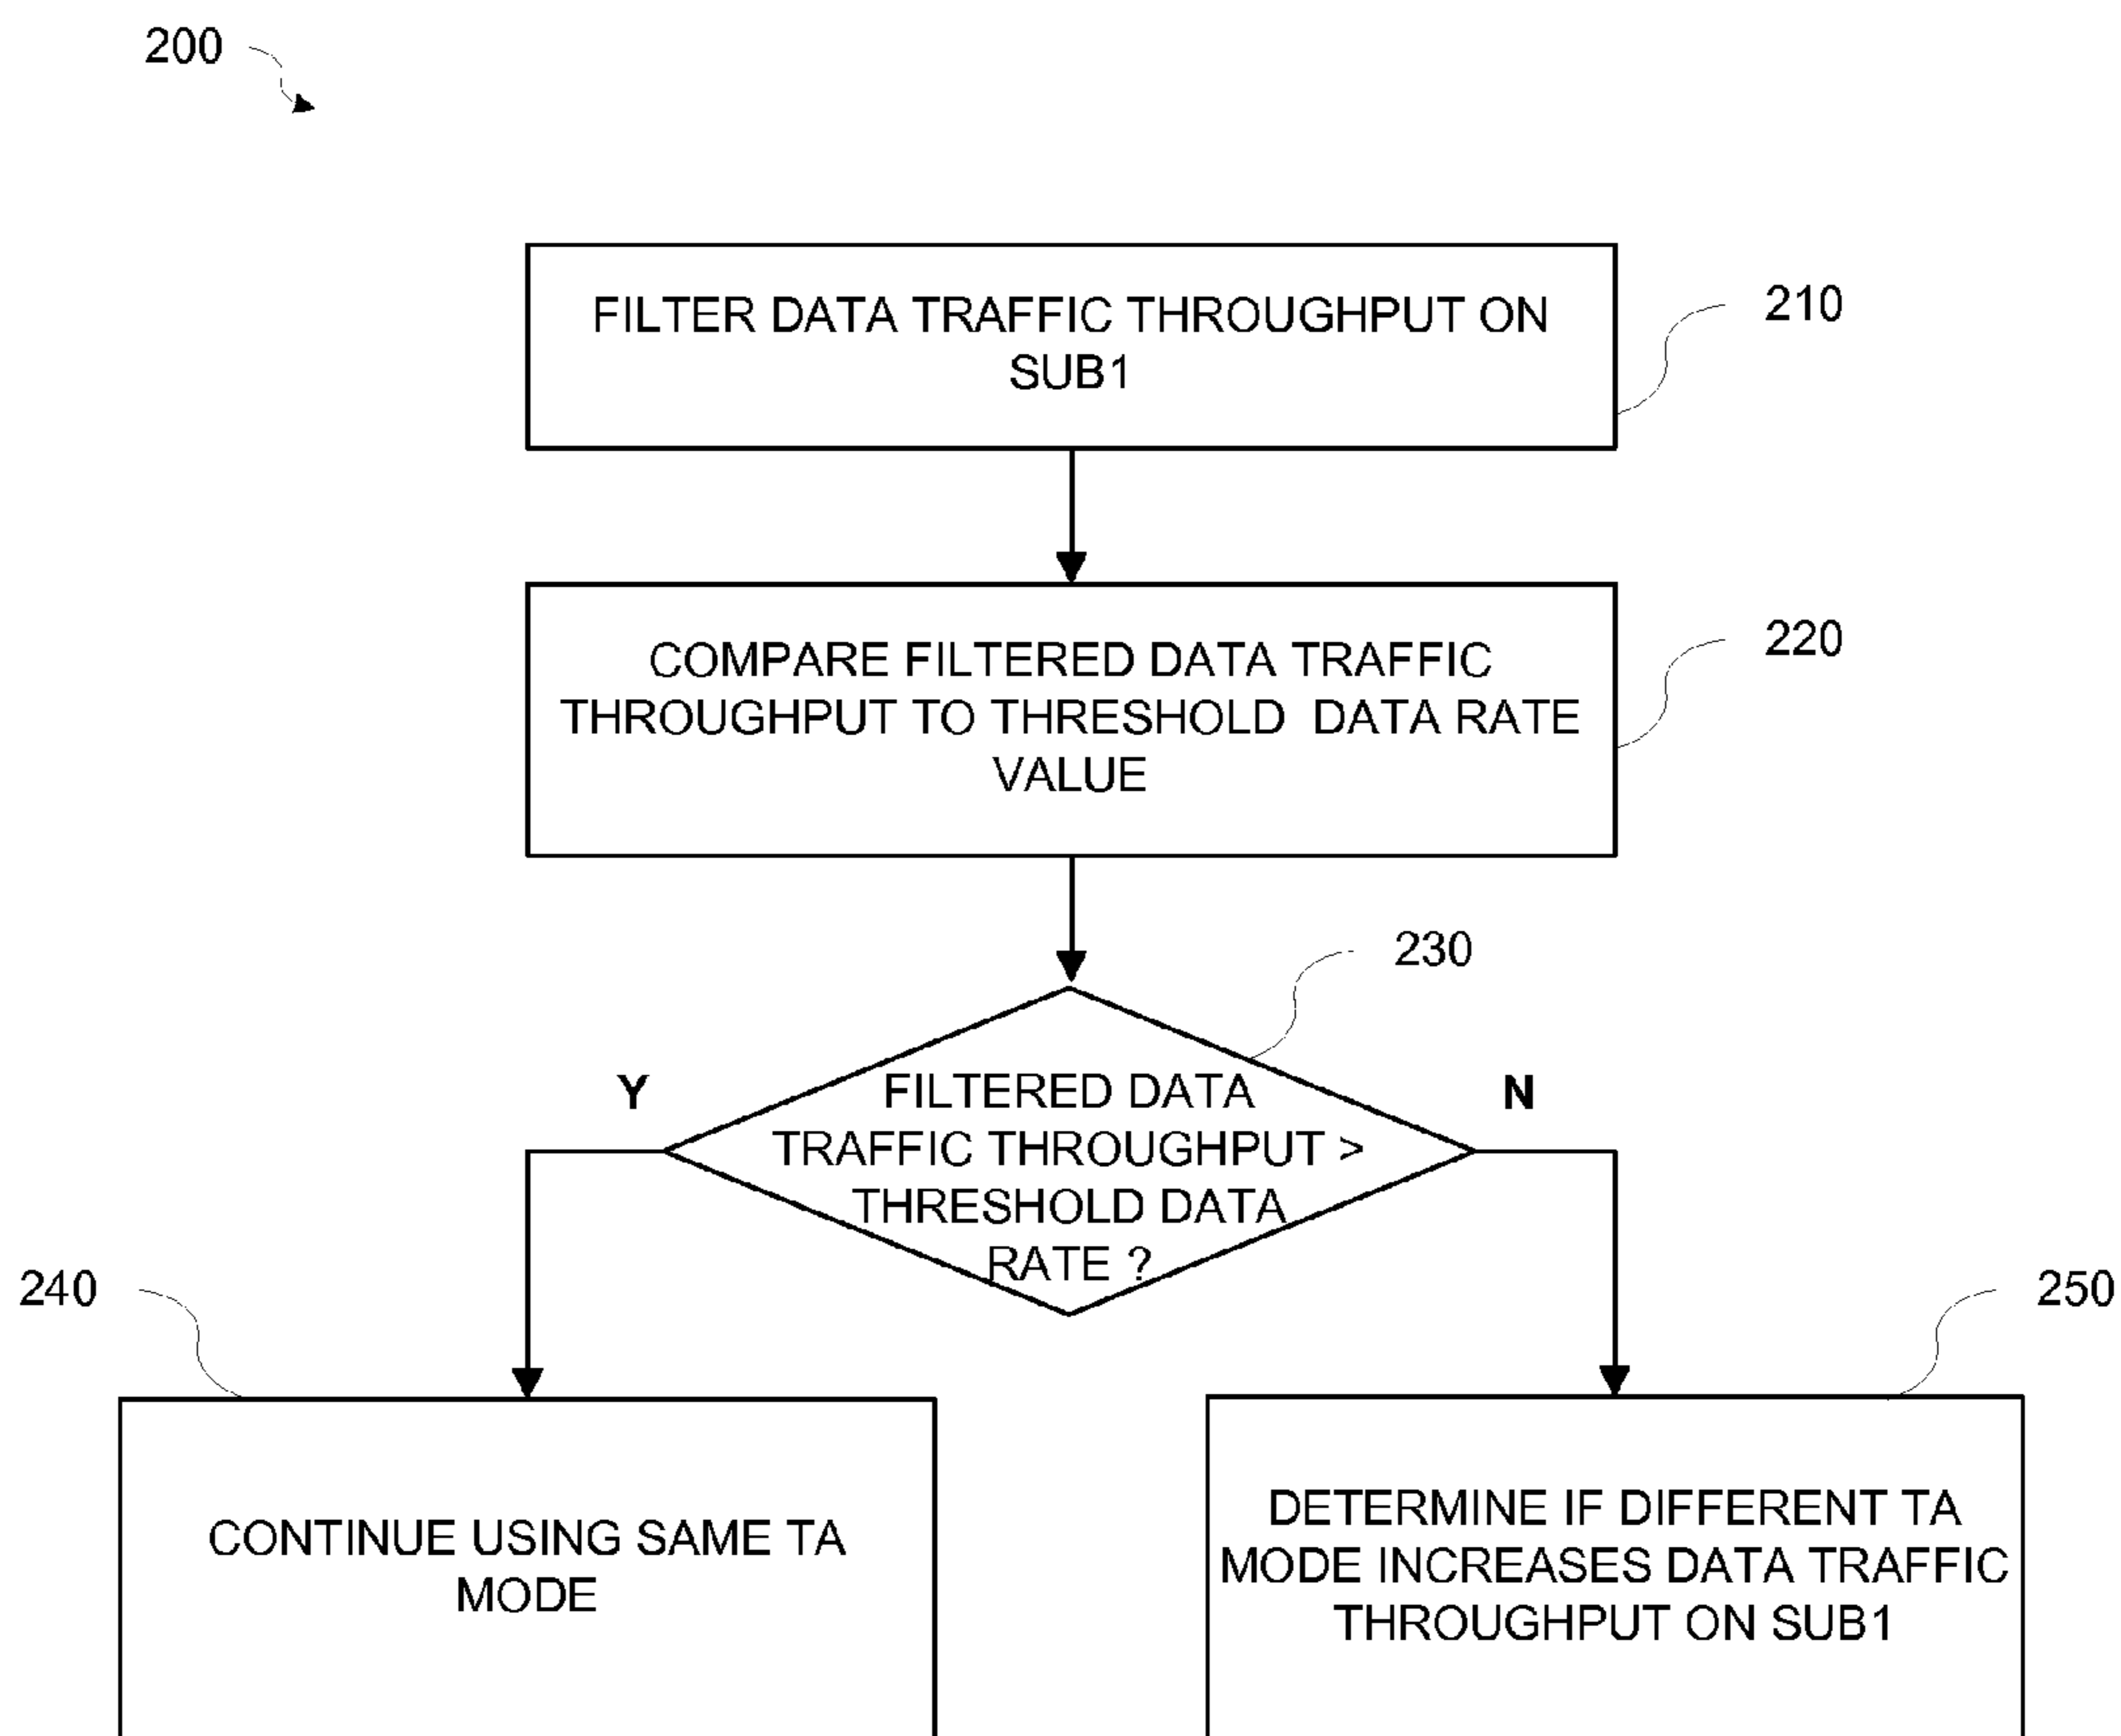 200
FILTER DATA TRAFFIC THROUGHPUT ON
SUB1
210
COMPARE FILTERED DATA TRAFFIC
THROUGHPUT TO THRESHOLD DATA RATE
VALUE
220
230
Y
N
FILTERED DATA
TRAFFIC THROUGHPUT >
THRESHOLD DATA
RATE ?
240
250
CONTINUE USING SAME TA
MODE
DETERMINE IF DIFFERENT TA
MODE INCREASES DATA TRAFFIC
THROUGHPUT ON SUB1